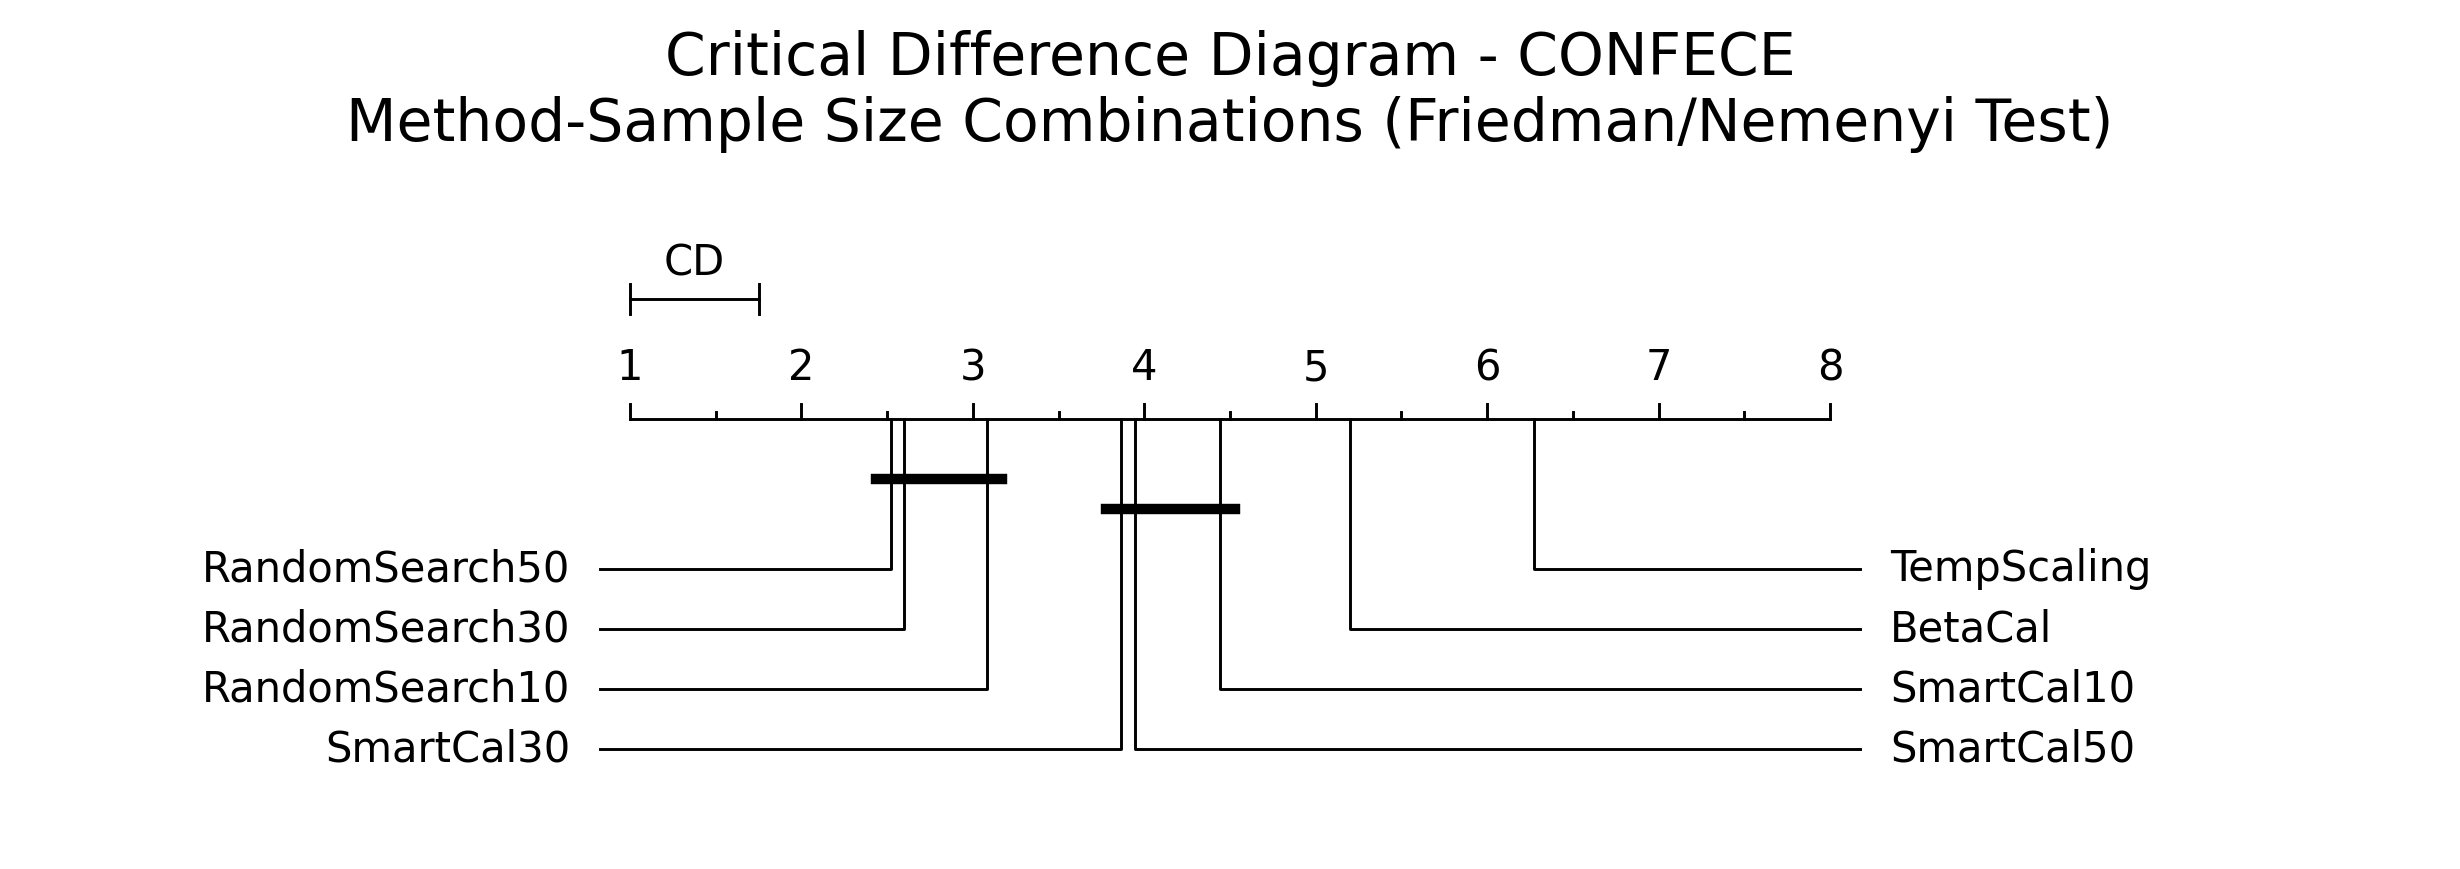 Critical Difference Diagram - CONFECE
Method-Sample Size Combinations (Friedman/Nemenyi Test)
CD
1 2 3 4 5 6 7 8
RandomSearch50 TempScaling
RandomSearch30 BetaCal
RandomSearch10 SmartCal10
SmartCal30 SmartCal50